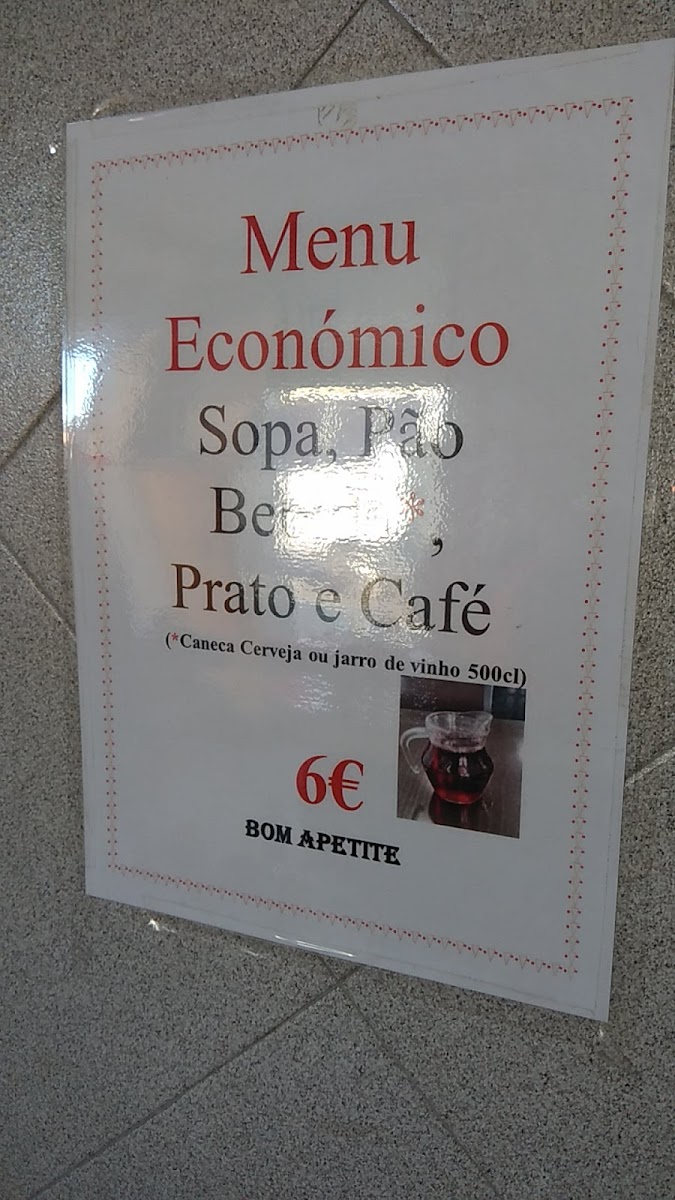 Menu
Económico
Sopa, Pão
*,
Prato e Café
(*Caneca Cerveja ou jarro de vinho 500cl)
6€
BOM APETITE